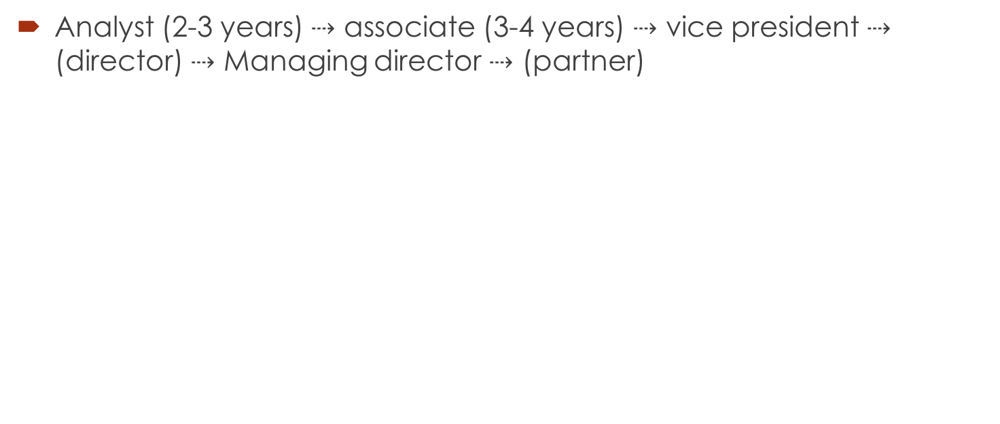 Analyst (2-3 years) ⇢ associate (3-4 years) ⇢ vice president ⇢
(director) ⇢ Managing director ⇢ (partner)